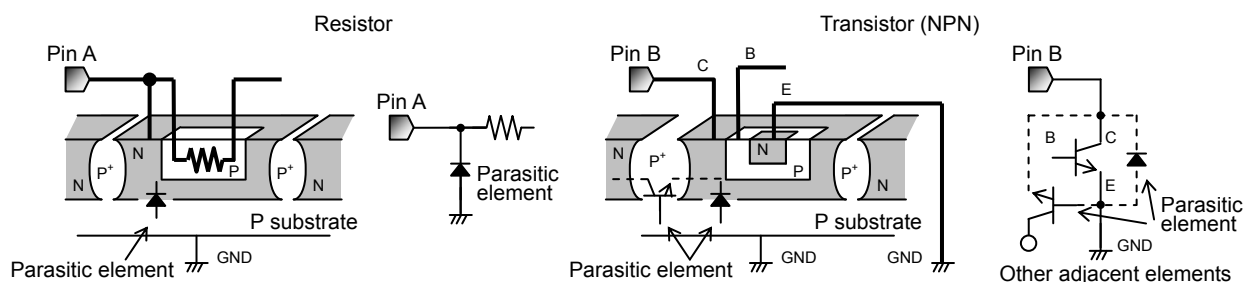 Resistor
Transistor (NPN)
Pin A
Pin B
C
B
E
Pin B
Pin A
N
P
N
P+
P+
N
Parasitic
element
P substrate
GND
Parasitic element
N
P+
N
P
P+
N
P substrate
GND
GND
Parasitic element
B
C
E
Parasitic
element
GND
Other adjacent elements